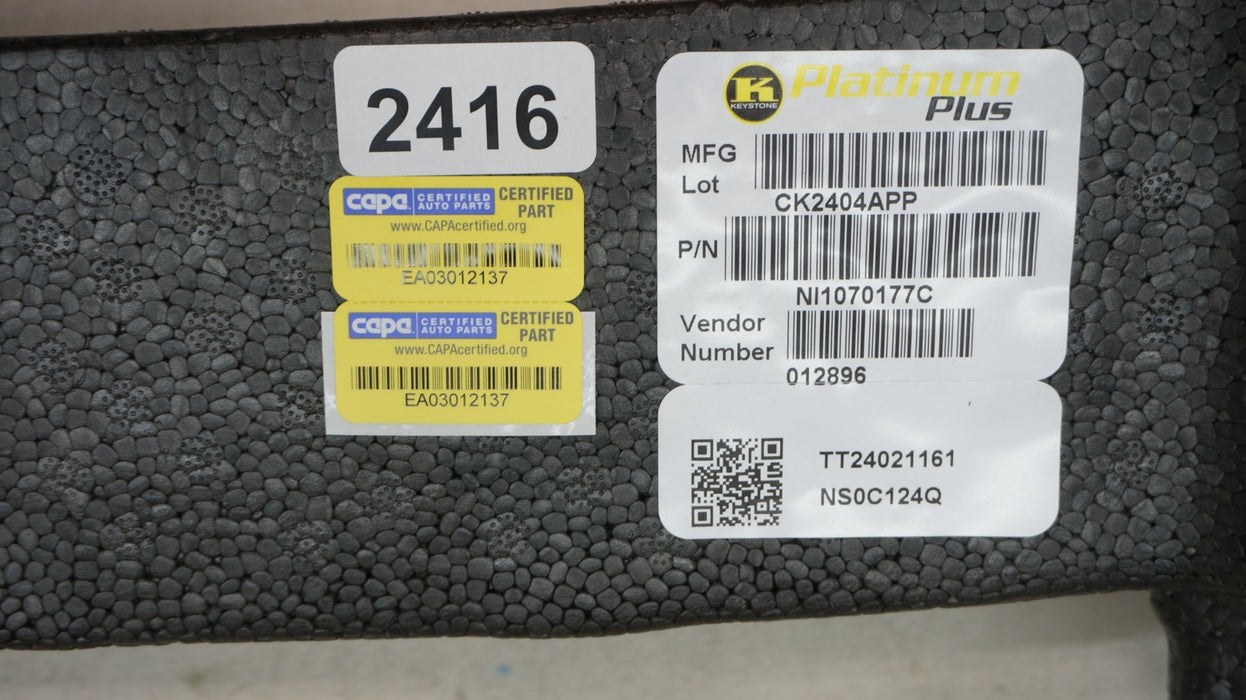 2416
capa CERTIFIED AUTO PARTS CERTIFIED PART
www.CAPAcertified.org
EA03012137
capa CERTIFIED AUTO PARTS CERTIFIED PART
www.CAPAcertified.org
EA03012137
K
KEYSTONE
Platinum
Plus
MFG
Lot
CK2404APP
P/N
NI1070177C
Vendor
Number
012896
TT24021161
NS0C124Q